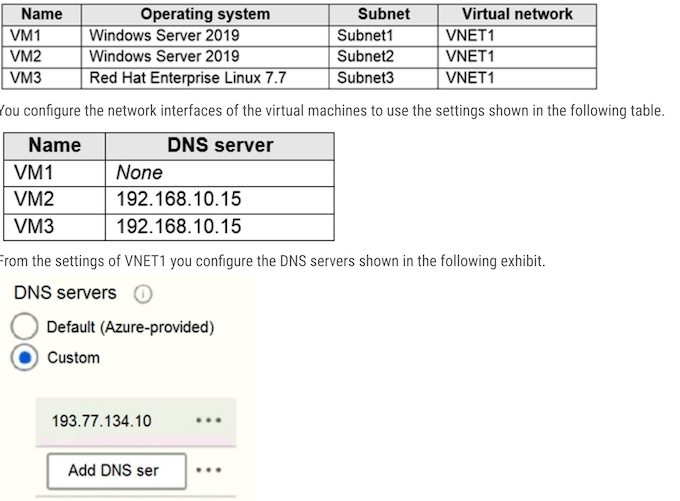 Name Operating system Subnet Virtual network
VM1 Windows Server 2019 Subnet1 VNET1
VM2 Windows Server 2019 Subnet2 VNET1
VM3 Red Hat Enterprise Linux 7.7 Subnet3 VNET1
You configure the network interfaces of the virtual machines to use the settings shown in the following table.
Name DNS server
VM1 None
VM2 192.168.10.15
VM3 192.168.10.15
From the settings of VNET1 you configure the DNS servers shown in the following exhibit.
DNS servers
Default (Azure-provided)
Custom
193.77.134.10 •••
Add DNS ser •••